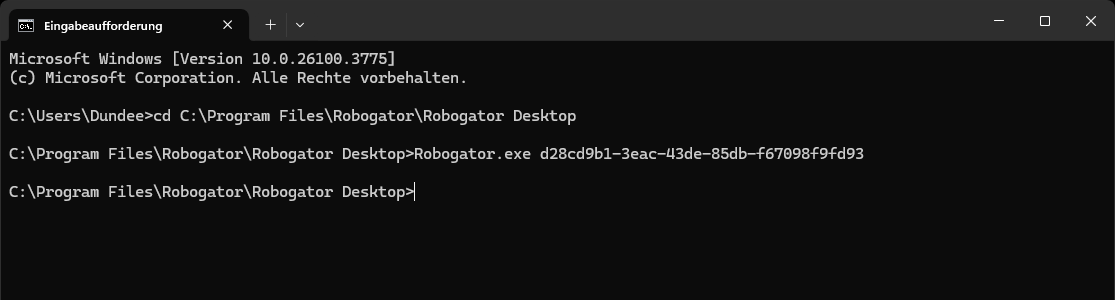 Eingabeaufforderung
Microsoft Windows [Version 10.0.26100.3775]
(c) Microsoft Corporation. Alle Rechte vorbehalten.
C:\Users\Dundee>cd C:\Program Files\Robogator\Robogator Desktop
C:\Program Files\Robogator\Robogator Desktop>Robogator.exe d28cd9b1-3eac-43de-85db-f67098f9fd93
C:\Program Files\Robogator\Robogator Desktop>